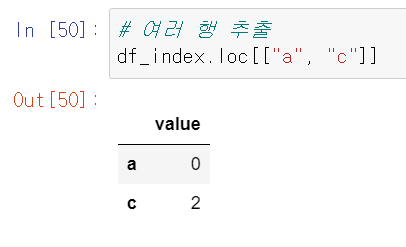 In [50]: # 여러 행 추출
df_index.loc[["a", "c"]]
Out[50]:
value
a 0
c 2